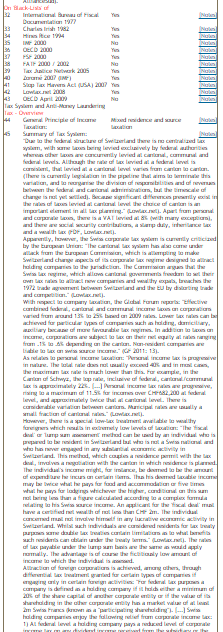 Alliance/sub).
On Black-Lists of
32 International Bureau of Fiscal Yes [Notes]
Documentation 1977
33 Charles Irish 1982 Yes [Notes]
34 Hines Rice 1994 Yes [Notes]
35 IMF 2000 No [Notes]
36 OECD 2000 Yes [Notes]
37 FSF 2000 Yes [Notes]
38 FATF 2000 / 2002 No [Notes]
39 Tax Justice Network 2005 Yes [Notes]
40 Zoromé 2007 (IMF) Yes [Notes]
41 Stop Tax Havens Act (USA) 2007 Yes [Notes]
42 Lowtax.net 2008 Yes [Notes]
43 OECD April 2009 No [Notes]
Tax System and Anti Money Laundering
Tax - Overview
44 General Principle of Income Mixed residence and source [Notes]
Taxation: taxation
45 Summary of Tax System: [Notes]
"Due to the federal structure of Switzerland there is no centralized tax
system, with some taxes being levied exclusively by federal authorities
whereas other taxes are concurrently levied at cantonal, communal and
federal levels. Although the rate of tax levied at a federal level is
consistent, that levied at a cantonal level varies from canton to canton.
(There is currently legislation in the pipeline that aims to terminate this
variation, and to reorganise the division of responsibilities and of revenues
between the federal and cantonal administrations, but the timescale of
change is not yet settled). Because significant differences presently exist in
the rates of taxes levied at cantonal level the choice of canton is an
important element in all tax planning." (Lowtax.net). Apart from personal
and corporate taxes, there is a VAT levied at 8% (with many exceptions),
and there are social security contributions, a stamp duty, inheritance tax
and a wealth tax (PDF, Lowtax.net).
Apparently, however, the Swiss corporate tax system is currently criticized
by the European Union: "The cantonal tax system has also come under
attack from the European Commission, which is attempting to make
Switzerland change aspects of its corporate tax regime designed to attract
holding companies to the jurisdiction. The Commission argues that the
Swiss tax regime, which allows cantonal governments freedom to set their
own tax rates to attract new companies and wealthy expats, breaches the
1972 trade agreement between Switzerland and the EU by distorting trade
and competition." (Lowtax.net).
With respect to company taxation, the Global Forum reports: "Effective
combined federal, cantonal and communal income taxes on corporations
varied from around 13% to 25% based on 2009 rates. Lower rates can be
achieved for particular types of companies such as holding, domiciliary,
auxiliary because of more favourable tax regimes. In addition to taxes on
income, corporations are subject to tax on their net equity at rates ranging
from .1% to .6% depending on the canton. Non-resident companies are
liable to tax on swiss source income." (GF 2011: 13).
As relates to personal income taxation: "Personal income tax is progressive
in nature. The total rate does not usually exceed 40% and in most cases,
the maximum tax rate is much lower than this. For example, in the
Canton of Schwyz, the top rate, inclusive of federal, cantonal/communal
tax is approximately 22%. [...] Personal income tax rates are progressive,
rising to a maximum of 11.5% for incomes over CHF682,200 at federal
level, and approximately twice that at cantonal level. There is
considerable variation between cantons. Municipal rates are usually a
small fraction of cantonal rates." (Lowtax.net).
However, there is a special low-tax treatment available to wealthy
foreigners which results in extremely low levels of taxation: "The 'fiscal
deal' or lump sum assessment method can be used by an individual who is
prepared to be resident in Switzerland but who is not a Swiss national and
who has never engaged in any substantial economic activity in
Switzerland. This method, which couples a residence permit with the tax
deal, involves a negotiation with the canton in which residence is planned.
The individual's income might, for instance, be deemed to be the amount
of expenditure he incurs on certain items. Thus his deemed taxable income
may be twice what he pays for food and accommodation or five times
what he pays for lodgings whichever the higher, conditional on this sum
not being less than a figure calculated according to a complex formula
relating to his Swiss source income. An applicant for the fiscal deal must
have a certified net wealth of not less than CHF 2m. The individual
concerned must not involve himself in any lucrative economic activity in
Switzerland. Whilst such individuals are considered residents for tax treaty
purposes some double tax treaties contain limitations as to what benefits
such residents can obtain under the treaty terms." (Lowtax.net). The rates
of tax payable under the lump sum are the same as would apply
normally - the advantage is of course the fictitiously low amount of
income to which the individual is assessed.
Attraction of foreign corporations is achieved, among others, through
differential tax treatment granted for certain types of companies if
engaging only in certain foreign activities: "For federal tax purposes a
company is defined as a holding company if it holds either a minimum of
20% of the share capital of another corporate entity or if the value of its
shareholding in the other corporate entity has a market value of at least
2m Swiss francs (known as a 'participating shareholding'). [...] Swiss
holding companies enjoy the following relief from corporate income tax:
1) At federal level a holding company pays a reduced level of corporate
income tax on any dividend income received from the subsidiary or the